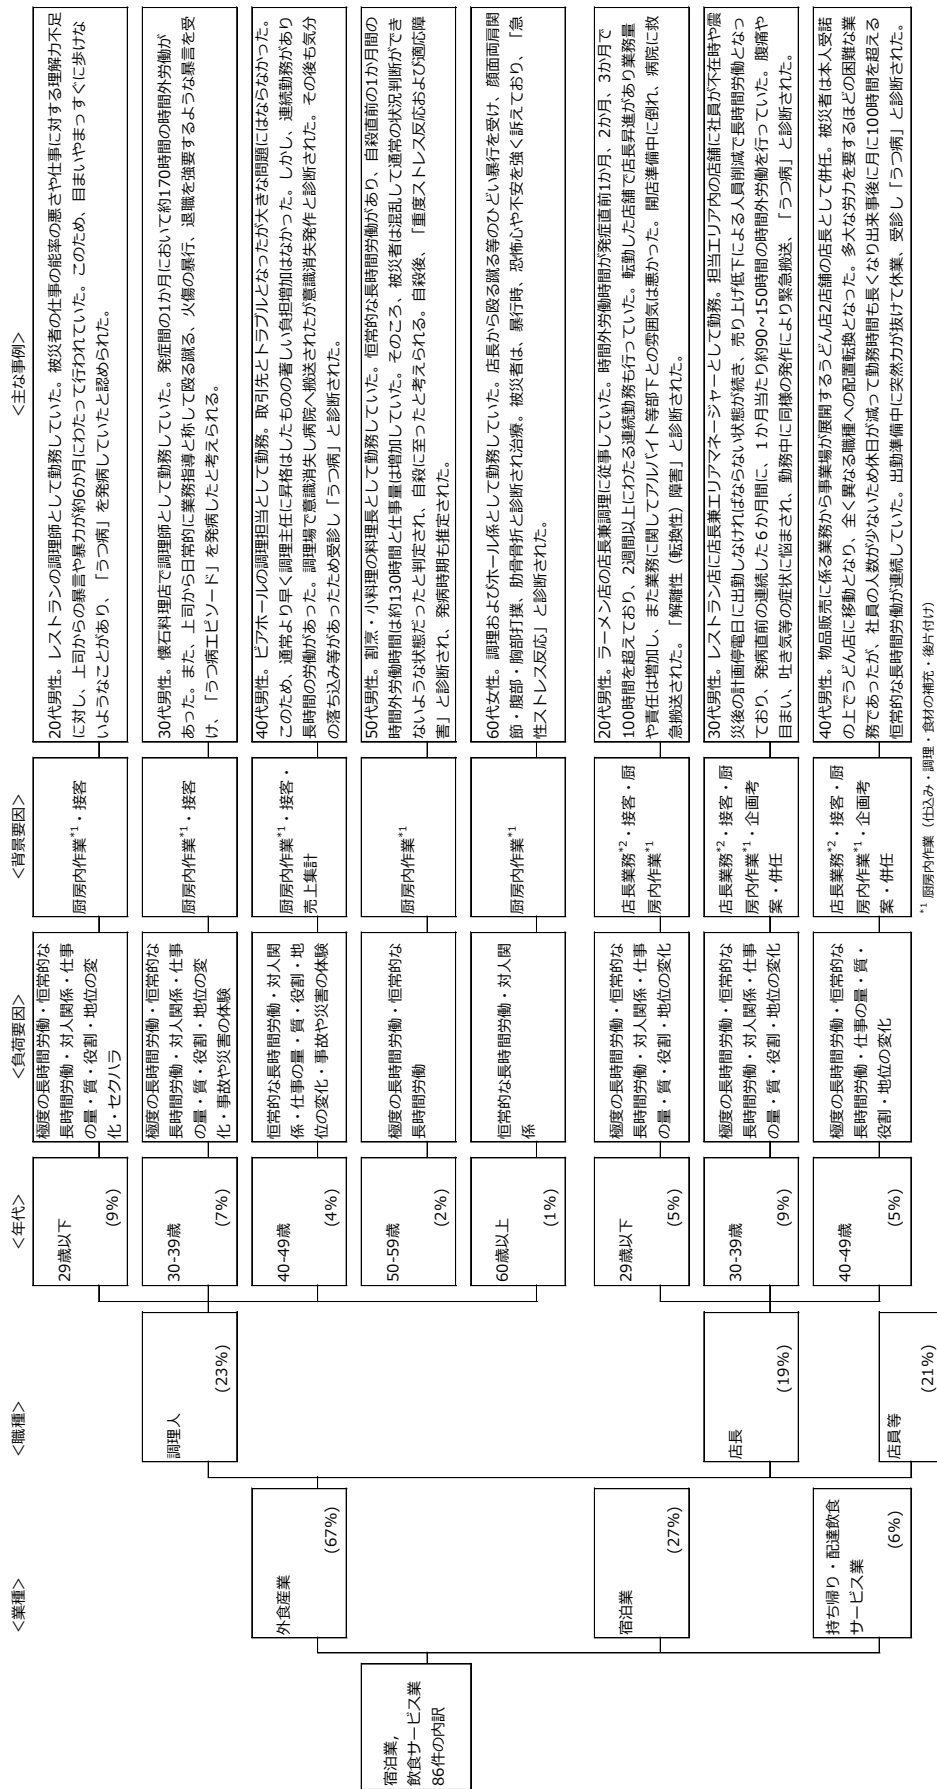 <業種>
<職種>
<年代>
<負荷要因>
<背景要因>
<主な事例>
宿泊業,
飲食サービス業
86件の内訳
外食産業
(67%)
宿泊業
(27%)
持ち帰り・配達飲食
サービス業
(6%)
調理人
(23%)
店長
(19%)
店員等
(21%)
29歳以下
(9%)
極度の長時間労働・恒常的な
長時間労働・対人関係・仕事
の量・質・役割・地位の変
化・セクハラ
厨房内作業*1・接客
20代男性。レストランの調理師として勤務していた。被災者の仕事の能率の悪さや仕事に対する理解力不足
に対し、上司からの暴言や暴力が約6か月にわたって行われていた。このため、目まいやまっすぐに歩けな
いようなことがあり、「うつ病」を発病していたと認められた。
30-39歳
(7%)
極度の長時間労働・恒常的な
長時間労働・対人関係・仕事
の量・質・役割・地位の変
化・事故や災害の体験
厨房内作業*1・接客
30代男性。懐石料理店で調理師として勤務していた。発症間の1か月において約170時間の時間外労働が
あった。また、上司から日常的に業務指導と称して殴る蹴る、火傷の暴行、退職を強要するような暴言を受
け、「うつ病エピソード」を発病したと考えられる。
40-49歳
(4%)
恒常的な長時間労働・対人関
係・仕事の量・質・役割・地
位の変化・事故や災害の体験
厨房内作業*1・接客・
売上集計
40代男性。ビアホールの調理担当として勤務。取引先とトラブルとなったが大きな問題にはならなかった。
このため、通常より早く調理主任に昇格はしたものの著しい負担増加はなかった。しかし、連続勤務があり
長時間の労働があった。調理場で意識消失し病院へ搬送されたが意識消失発作と診断された。その後も気分
の落ち込み等があったため受診し「うつ病」と診断された。
50-59歳
(2%)
極度の長時間労働・恒常的な
長時間労働
厨房内作業*1
50代男性。割烹・小料理の料理長として勤務していた。恒常的な長時間労働があり、自殺直前の1か月間の
時間外労働時間は約130時間と仕事量は増加していた。そのころ、被災者は混乱して通常の状況判断ができ
ないような状態だったと判定され、自殺に至ったと考えられる。自殺後、「重度ストレス反応および適応障
害」と診断され、発病時期も推定された。
60歳以上
(1%)
恒常的な長時間労働・対人関
係
厨房内作業*1
60代女性。調理およびホール係として勤務していた。店長から殴る蹴る等のひどい暴行を受け、顔面両肩関
節・腹部・胸部打撲、肋骨骨折と診断され治療。被災者は、暴行時、恐怖心や不安を強く訴えており、「急
性ストレス反応」と診断された。
29歳以下
(5%)
極度の長時間労働・恒常的な
長時間労働・対人関係・仕事
の量・質・役割・地位の変化
店長業務*2・接客・厨
房内作業*1
20代男性。ラーメン店の店長兼調理に従事していた。時間外労働時間が発症直前1か月、2か月、3か月で
100時間を超えており、2週間以上にわたる連続勤務も行っていた。転勤した店舗で店長昇進があり業務量
や責任は増加し、また業務に関してアルバイト等部下との雰囲気は悪かった。開店準備中に倒れ、病院に救
急搬送された。「解離性（転換性）障害」と診断された。
30-39歳
(9%)
極度の長時間労働・恒常的な
長時間労働・対人関係・仕事
の量・質・役割・地位の変化
店長業務*2・接客・厨
房内作業*1・企画考
案・併任
30代男性。レストラン店に店長兼エリアマネージャーとして勤務。担当エリア内の店舗に社員が不在時や震
災後の計画停電日に出勤しなければならない状態が続き、売り上げ低下による人員削減で長時間労働となっ
ており、発病直前の連続した６か月間に、１か月当たり約90~150時間の時間外労働を行っていた。腹痛や
目まい、吐き気等の症状に悩まされ、勤務中に同様の発作により緊急搬送、「うつ病」と診断された。
40-49歳
(5%)
極度の長時間労働・恒常的な
長時間労働・仕事の量・質・
役割・地位の変化
店長業務*2・接客・厨
房内作業*1・企画考
案・併任
40代男性。物品販売に係る業務から事業場が展開するうどん店2店舗の店長として併任。被災者は本人受諾
の上でうどん店に移動となり、全く異なる職種への配置転換となった。多大な労力を要するほどの困難な業
務であったが、社員の人数が少ないため休日が減って勤務時間も長くなり出来事後に月に100時間を超える
恒常的な長時間労働が連続していた。出勤準備中に突然力が抜けて休業、受診し「うつ病」と診断された。
*1 厨房内作業（仕込み・調理・食材の補充・後片付け）